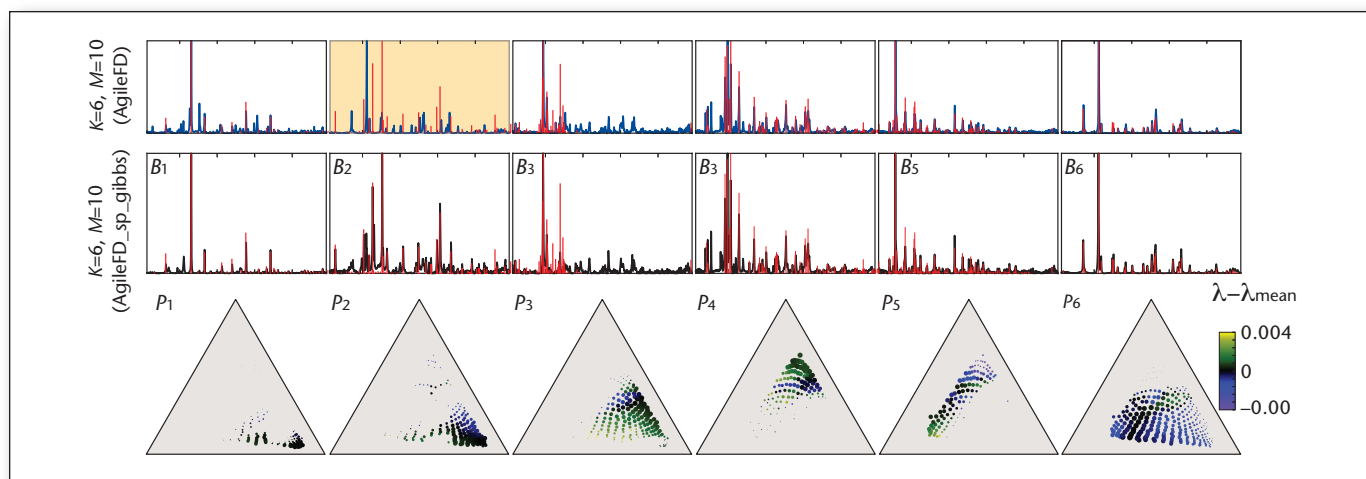 K=6, M=10
(AgileFD)
K=6, M=10
(AgileFD_sp_gibbs)
B1
B2
B3
B3
B5
B6
P1
P2
P3
P4
P5
P6
λ–λmean
0.004
0
–0.00